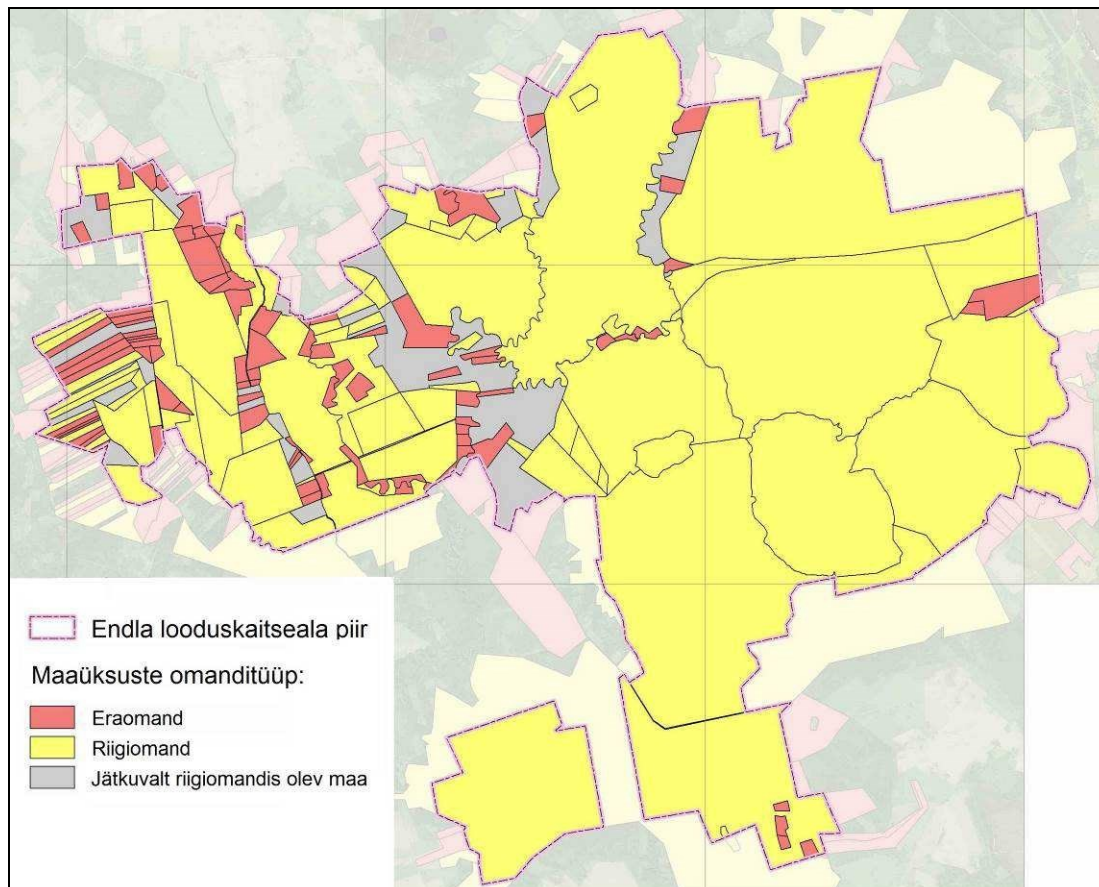 Endla looduskaitseala piir
Maaüksuste omanditüüp:
Eraomand
Riigiomand
Jätkuvalt riigiomandis olev maa